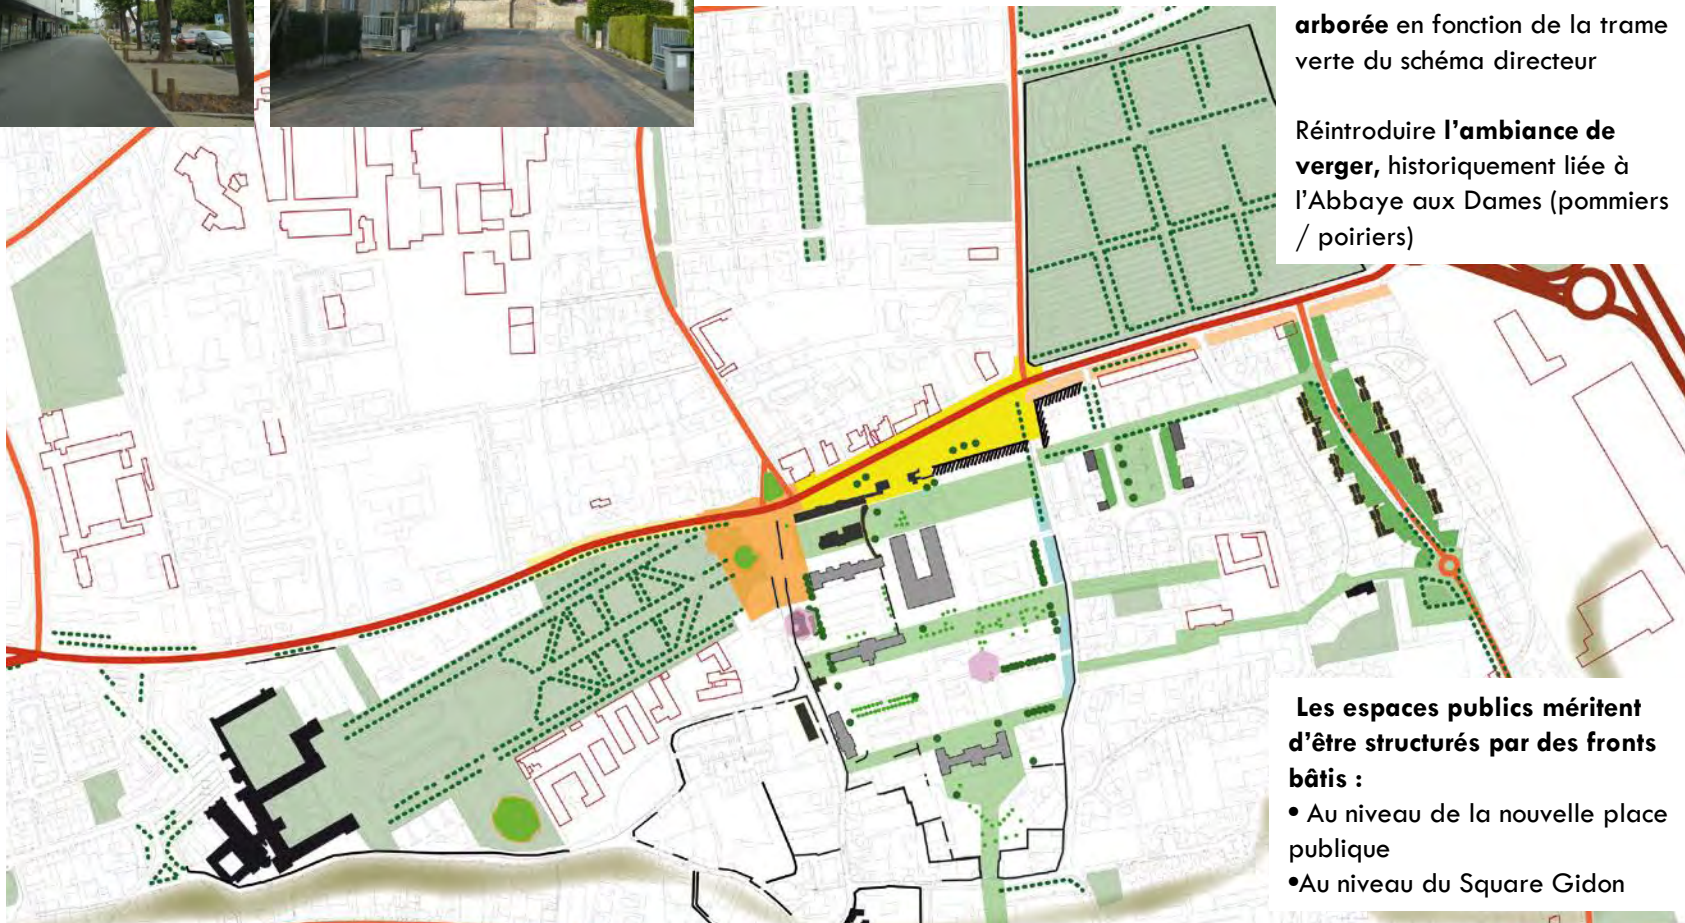 arborée en fonction de la trame
verte du schéma directeur
Réintroduire l'ambiance de
verger, historiquement liée à
l'Abbaye aux Dames (pommiers
/ poiriers)
Les espaces publics méritent
d'être structurés par des fronts
bâtis :
• Au niveau de la nouvelle place
publique
•Au niveau du Square Gidon